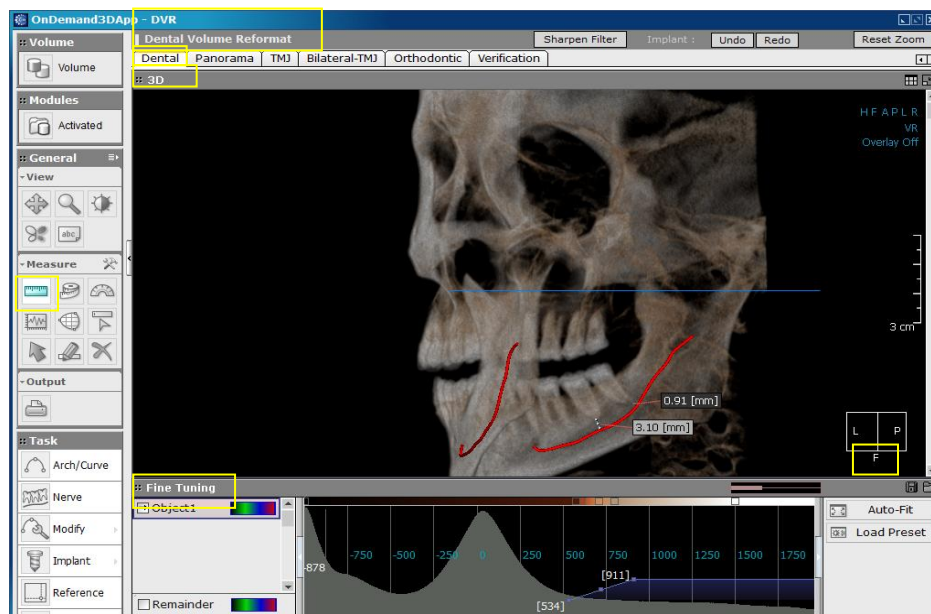 OnDemand3DApp - DVR
Volume
Volume
Modules
Activated
General
View
abc
Measure
Output
Task
Arch/Curve
Nerve
Modify
Implant
Reference
Dental Volume Reformat
Sharpen Filter
Implant :
Undo
Redo
Reset Zoom
Dental
Panorama
TMJ
Bilateral-TMJ
Orthodontic
Verification
3D
H F A P L R
VR
Overlay Off
3 cm
0.91 [mm]
3.10 [mm]
L
P
F
Fine Tuning
Object1
Remainder
-878
-750
-500
-250
0
250
500
750
1000
1250
1500
1750
[911]
[534]
Auto-Fit
Load Preset